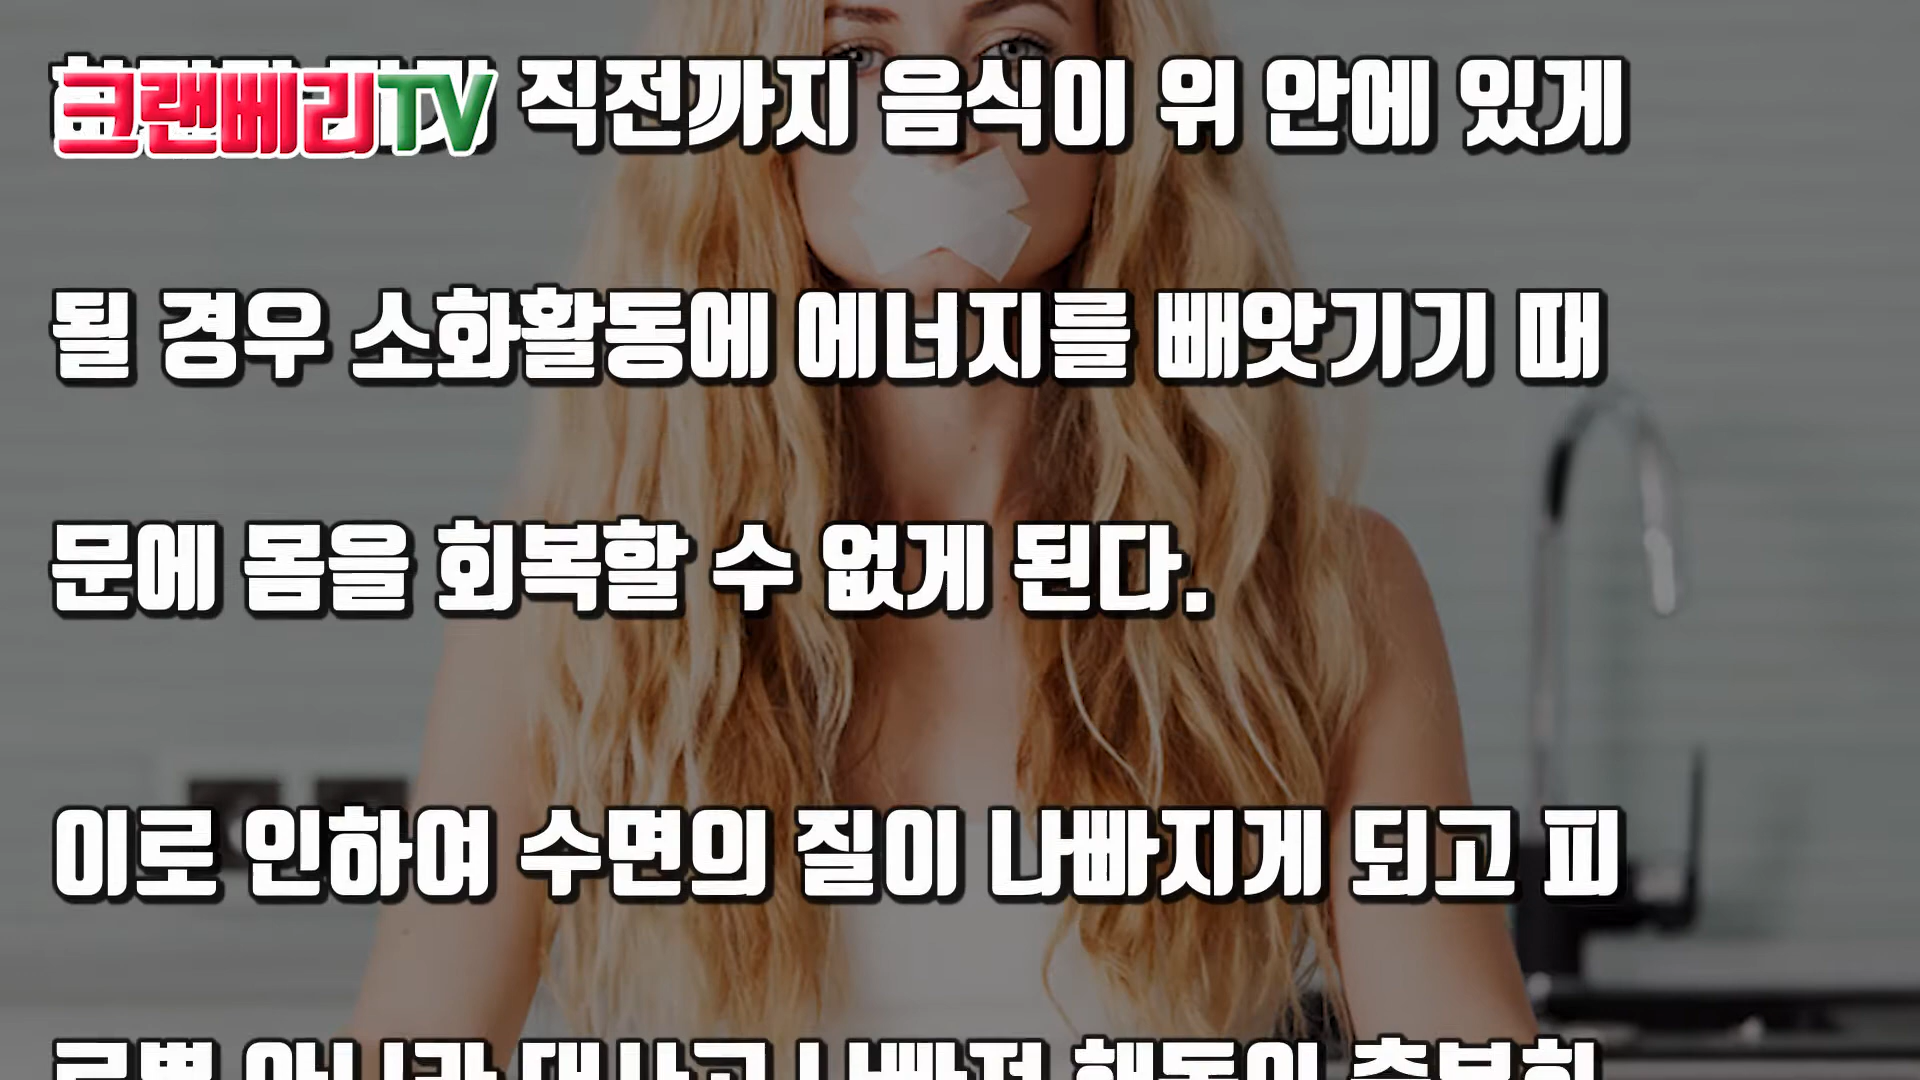 크랜베리TV 직전까지 음식이 위 안에 있게
될 경우 소화활동에 에너지를 빼앗기기 때
문에 몸을 회복할 수 없게 된다.
이로 인하여 수면의 질이 나빠지게 되고 피